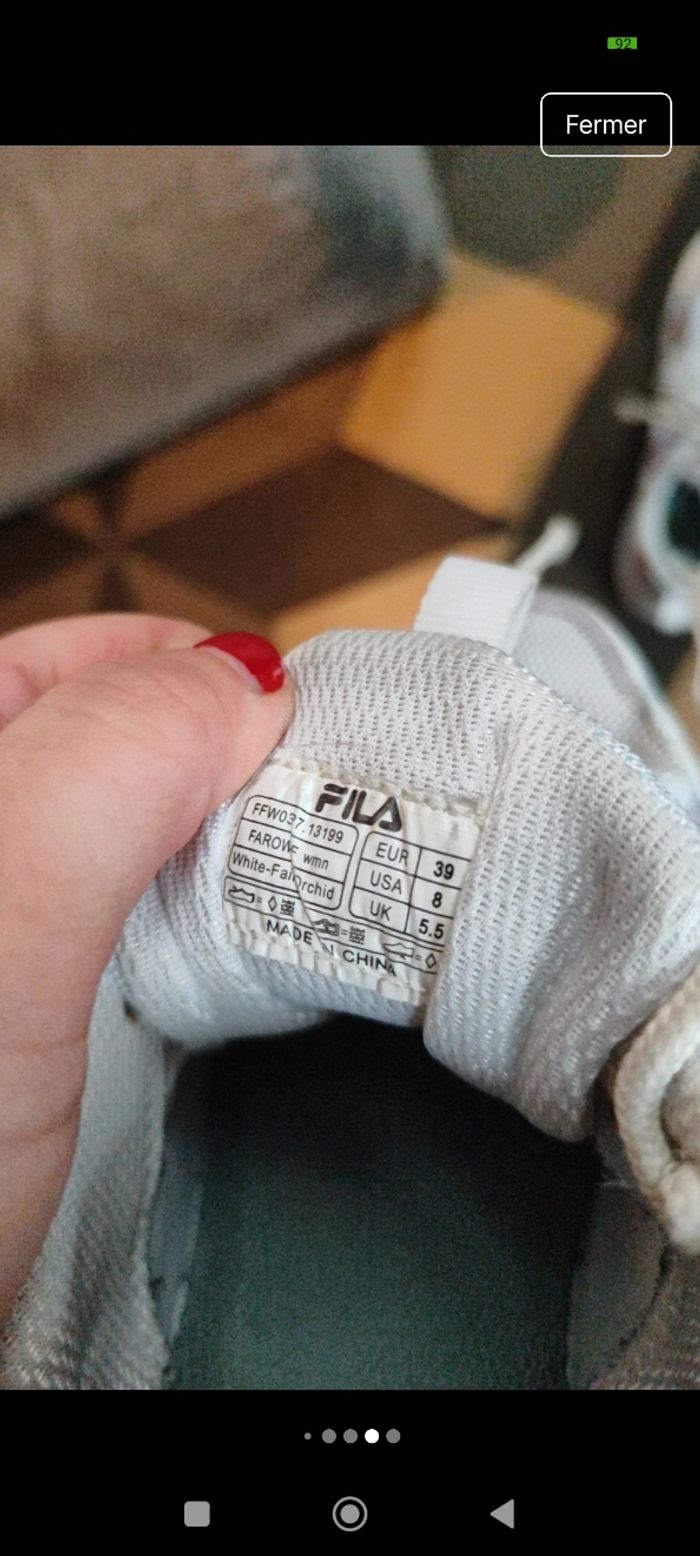 92
Fermer
FILA
FFW037.13199
FAROWE wmn
White-Fair Orchid
EUR 39
USA 8
UK 5.5
MADE IN CHINA